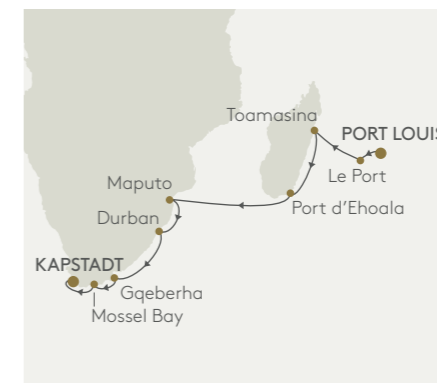 Toamasina
PORT LOUIS
Le Port
Maputo
Port d'Ehoala
Durban
KAPSTADT
Gqeberha
Mossel Bay